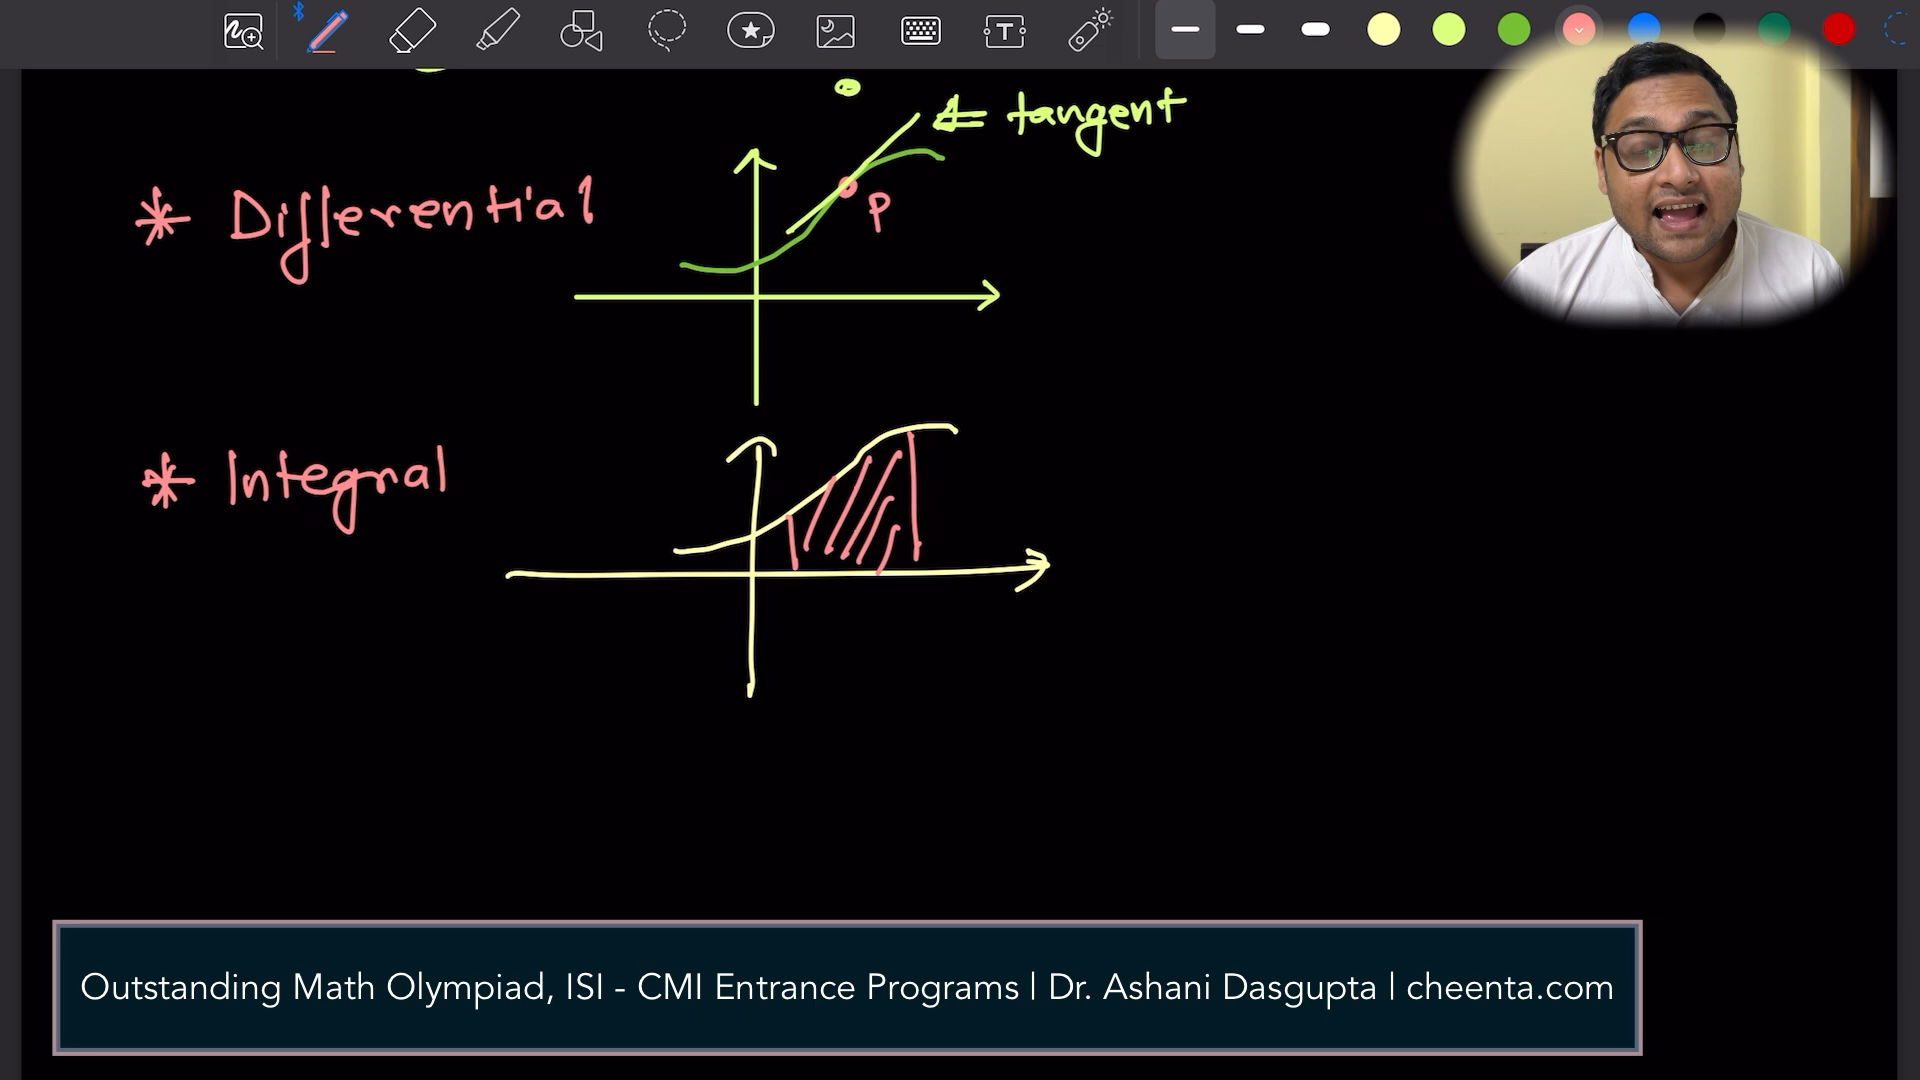 tangent
* Differential
P
* Integral
Outstanding Math Olympiad, ISI - CMI Entrance Programs | Dr. Ashani Dasgupta | cheenta.com